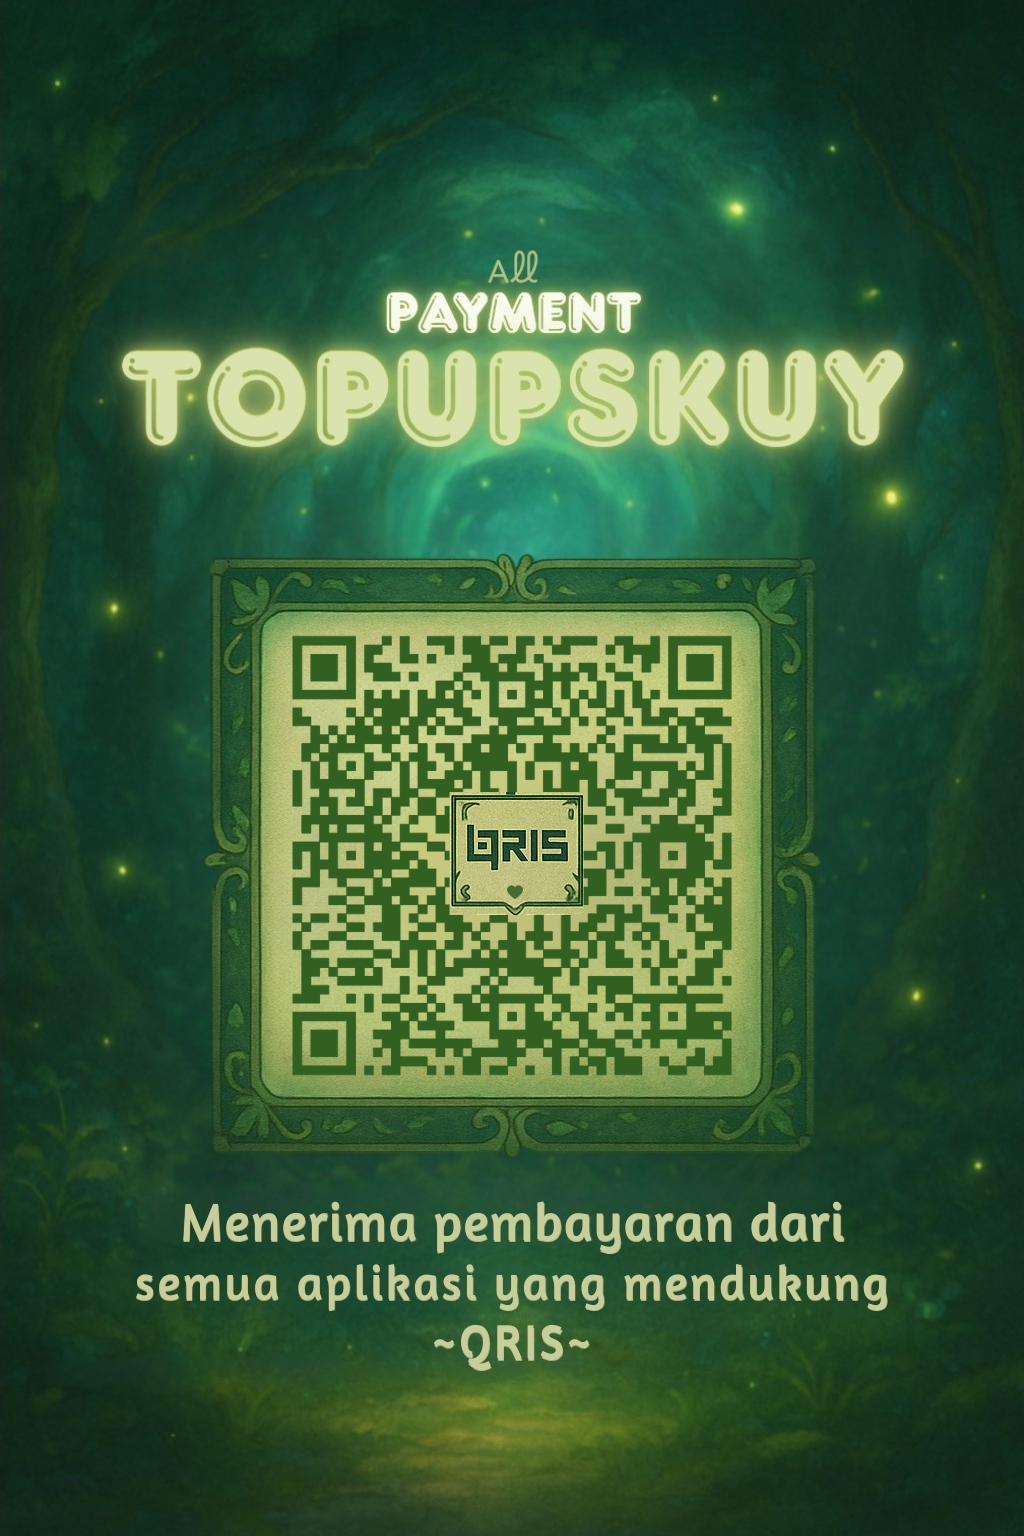 All
PAYMENT
TOPUPSKUY
QRIS
Menerima pembayaran dari
semua aplikasi yang mendukung
~QRIS~